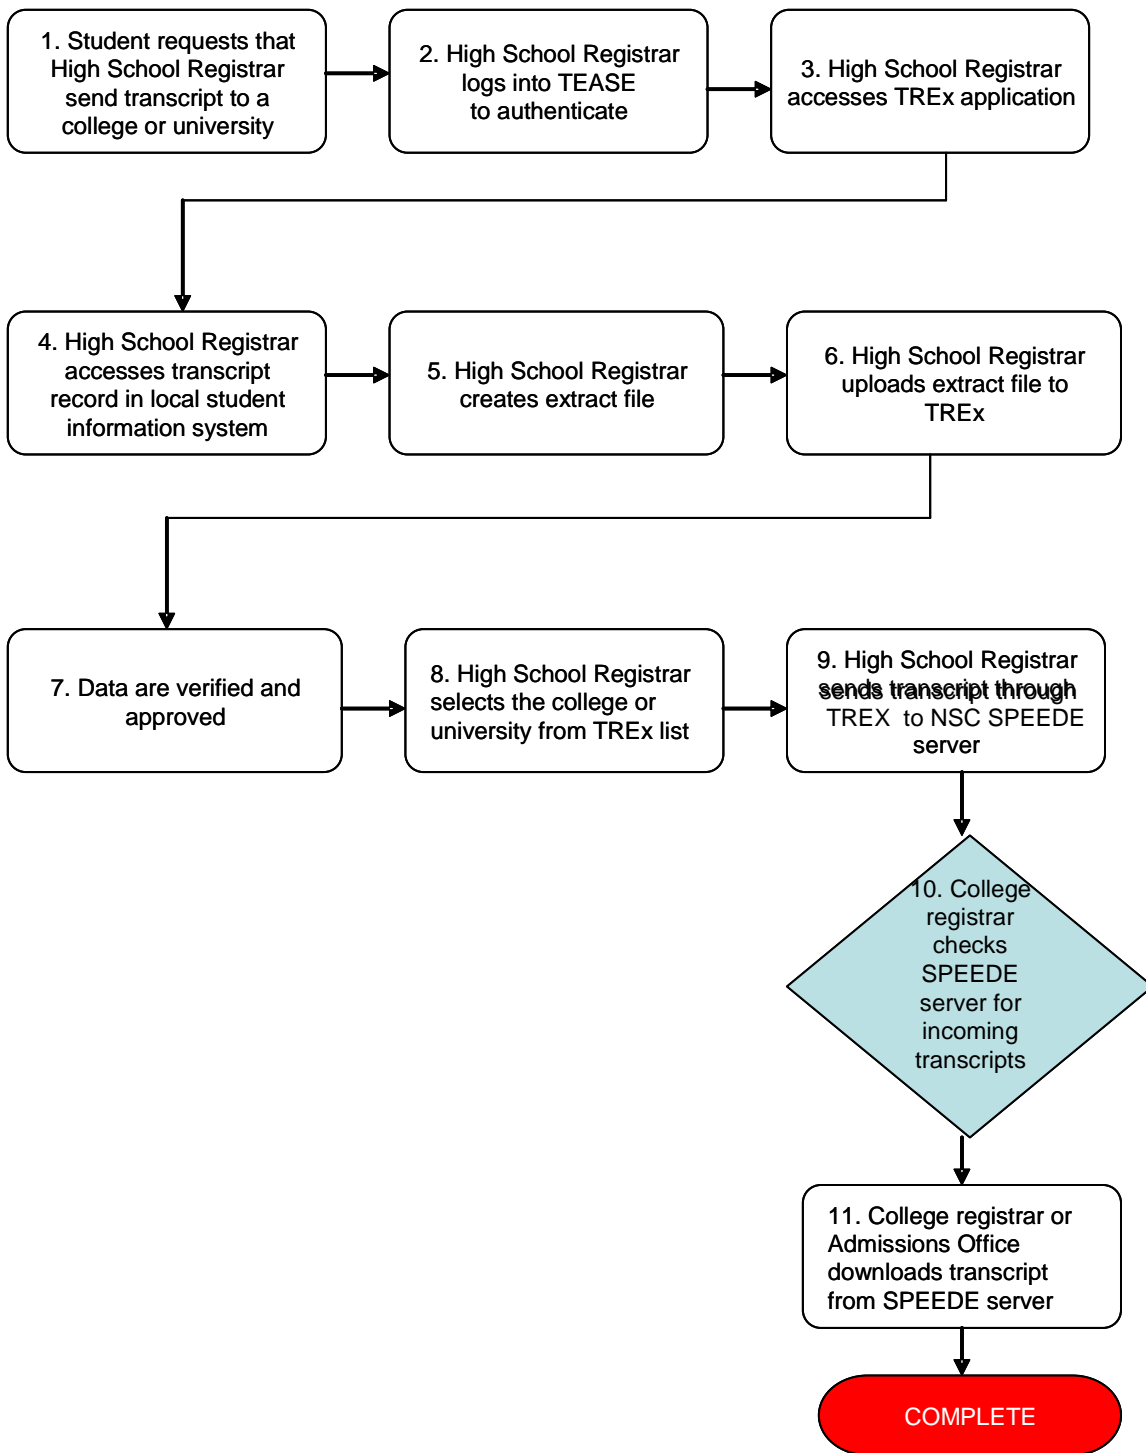 1. Student requests that
High School Registrar
send transcript to a
college or university
2. High School Registrar
logs into TEASE
to authenticate
3. High School Registrar
accesses TREx application
4. High School Registrar
accesses transcript
record in local student
information system
5. High School Registrar
creates extract file
6. High School Registrar
uploads extract file to
TREx
7. Data are verified and
approved
8. High School Registrar
selects the college or
university from TREx list
9. High School Registrar
sends transcript through
TREX to NSC SPEEDE
server
10. College
registrar
checks
SPEEDE
server for
incoming
transcripts
11. College registrar or
Admissions Office
downloads transcript
from SPEEDE server
COMPLETE